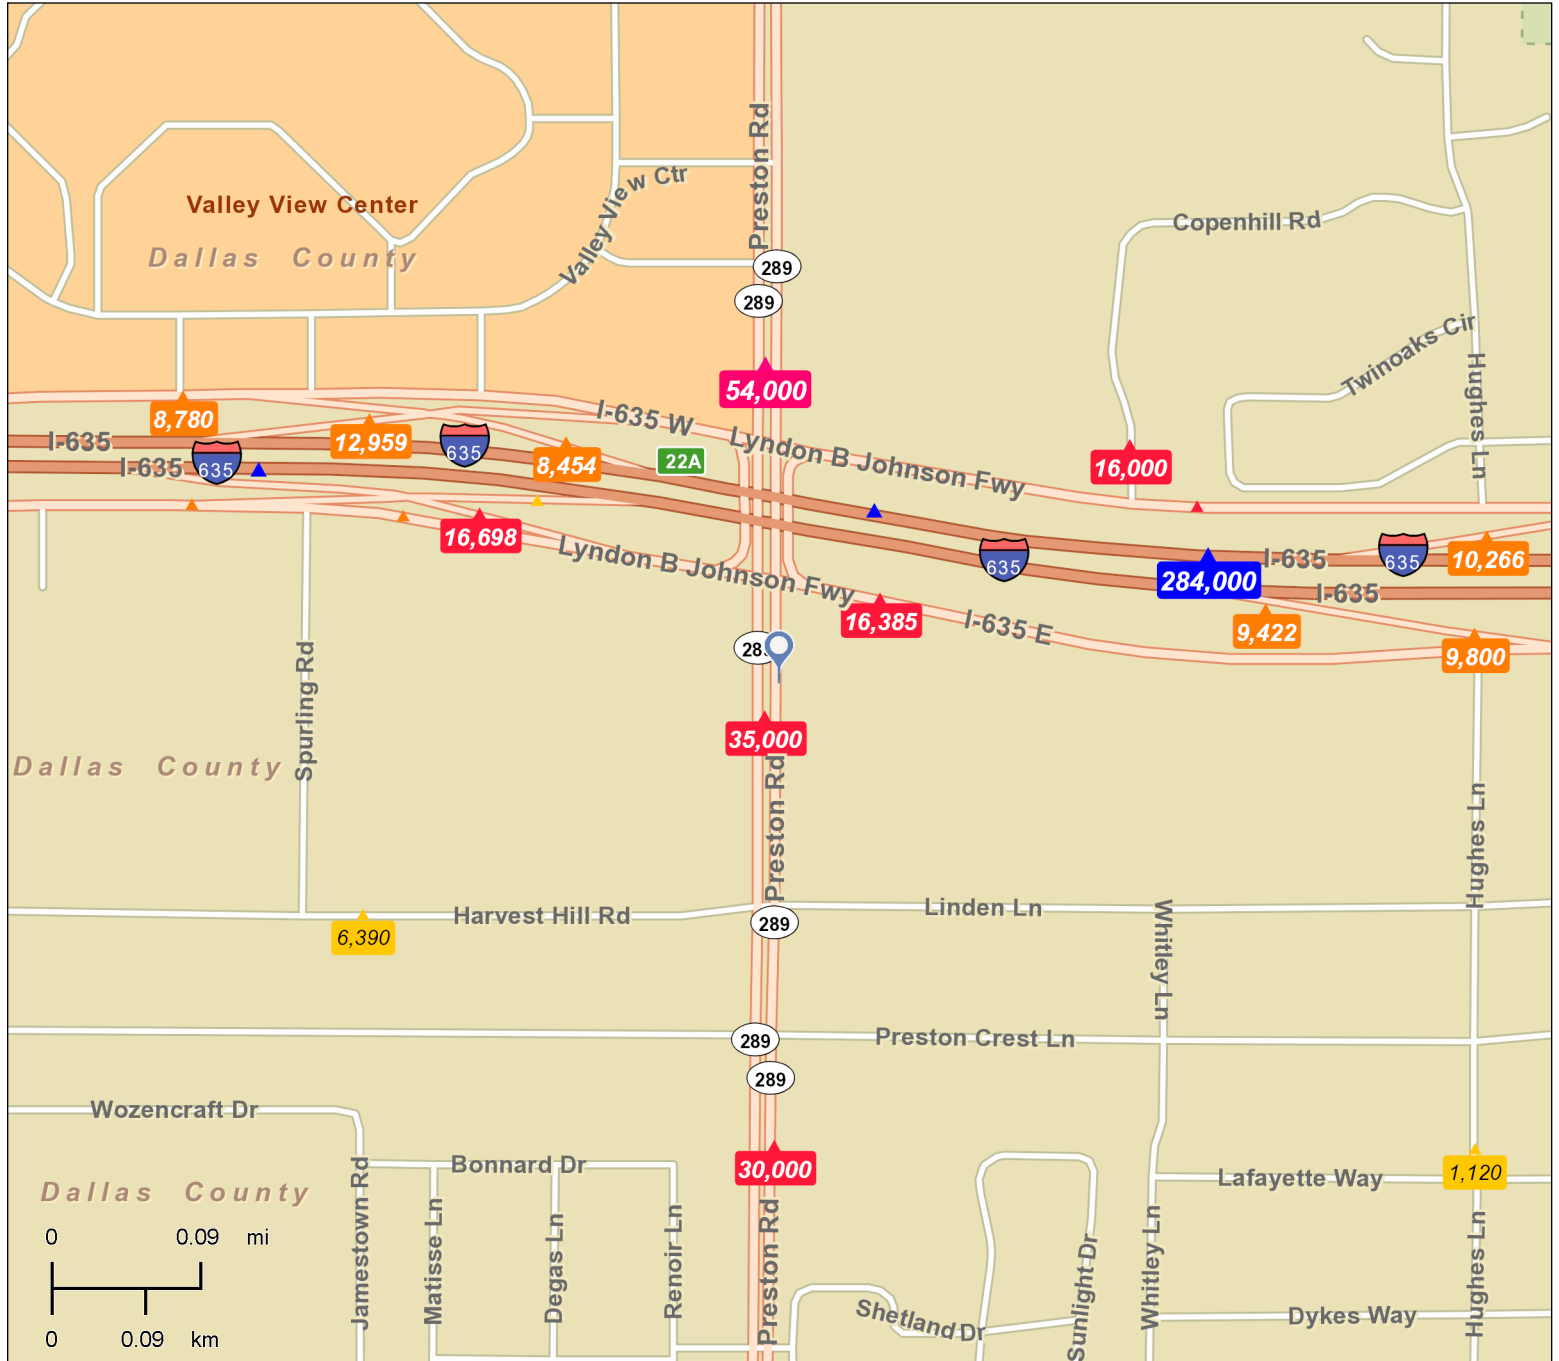 Preston Rd
Valley View Ctr
Valley View Center
Dallas County
Copenhill Rd
289
289
Twinoaks Cir
Hughes Ln
54,000
8,780
12,959
I-635 W
Lyndon B Johnson Fwy
I-635
635
8,454
22A
16,000
I-635
635
16,698
Lyndon B Johnson Fwy
635
I-635
635
10,266
284,000
I-635
16,385
I-635 E
9,422
9,800
28
Spurling Rd
35,000
Dallas County
Preston Rd
Hughes Ln
6,390
Harvest Hill Rd
289
Linden Ln
Whitley Ln
289
Preston Crest Ln
289
Wozencraft Dr
Jamestown Rd
Bonnard Dr
30,000
Lafayette Way
1,120
Dallas County
Matisse Ln
Degas Ln
Renoir Ln
Preston Rd
Shetland Dr
Sunlight Dr
Whitley Ln
Dykes Way
Hughes Ln
0 0.09 mi
0 0.09 km